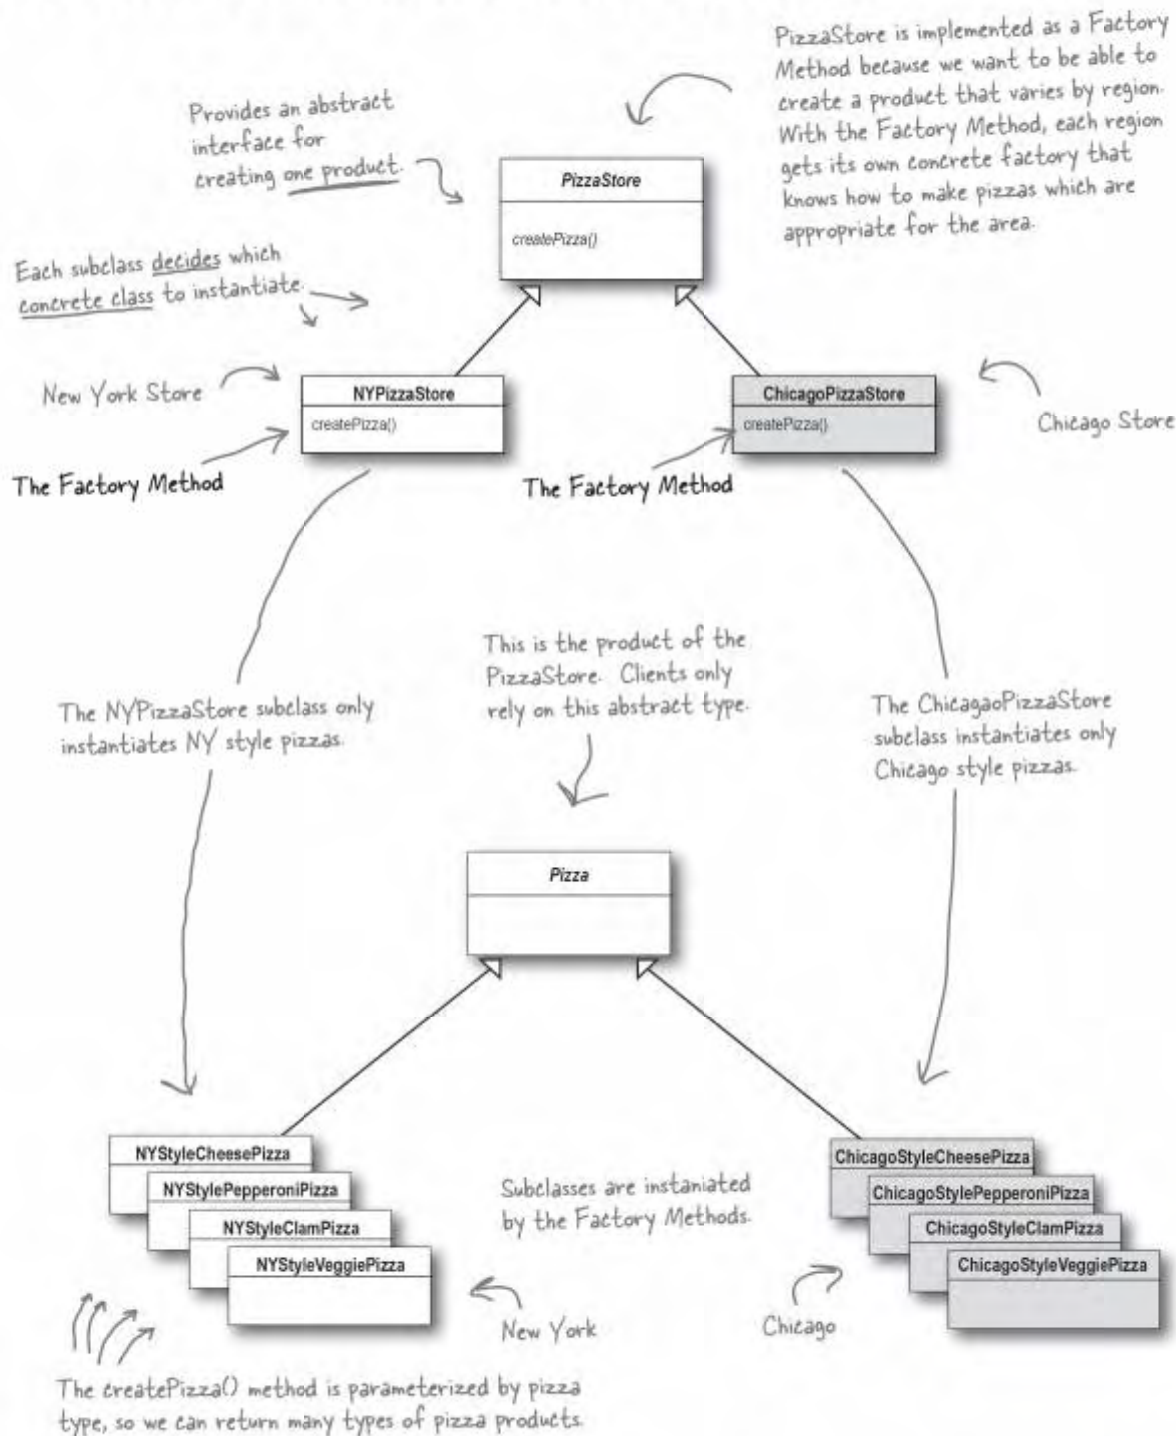 PizzaStore is implemented as a Factory
Method because we want to be able to
create a product that varies by region.
With the Factory Method, each region
gets its own concrete factory that
knows how to make pizzas which are
appropriate for the area.
Provides an abstract
interface for
creating one product.
PizzaStore
createPizza()
Each subclass decides which
concrete class to instantiate.
New York Store
NYPizzaStore
createPizza()
The Factory Method
ChicagoPizzaStore
createPizza()
Chicago Store
The Factory Method
The NYPizzaStore subclass only
instantiates NY style pizzas.
This is the product of the
PizzaStore. Clients only
rely on this abstract type.
The ChicagaoPizzaStore
subclass instantiates only
Chicago style pizzas.
Pizza
NYStyleCheesePizza
NYStylePepperoniPizza
NYStyleClamPizza
NYStyleVeggiePizza
Subclasses are instaniated
by the Factory Methods.
ChicagoStyleCheesePizza
ChicagoStylePepperoniPizza
ChicagoStyleClamPizza
ChicagoStyleVeggiePizza
New York
Chicago
The createPizza() method is parameterized by pizza
type, so we can return many types of pizza products.